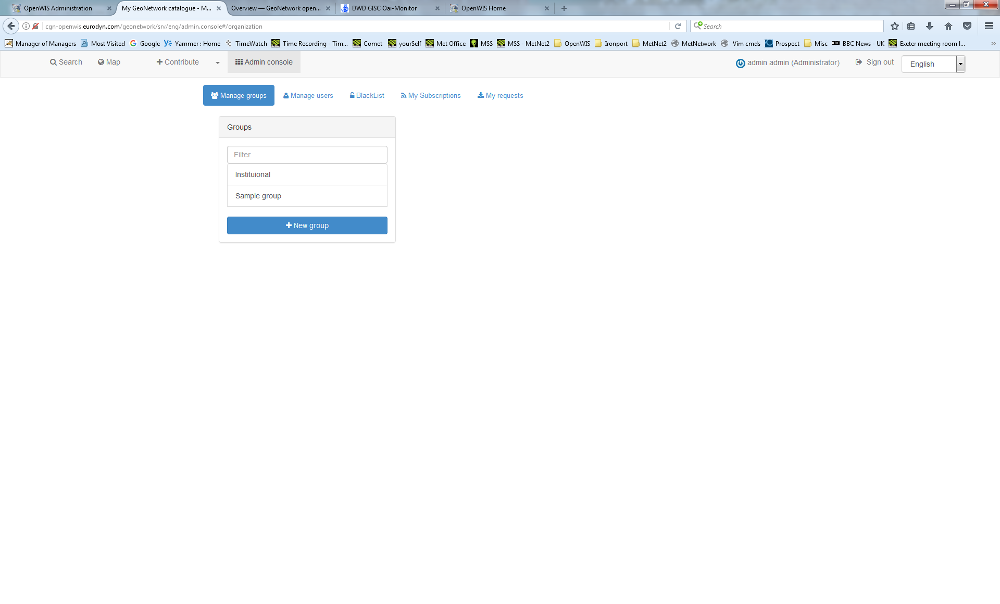 OpenWIS Administration
My GeoNetwork catalogue - M...
Overview — GeoNetwork open...
DWD GISC Oai-Monitor
OpenWIS Home
cgn-openwis.eurodyn.com/geonetwork/srv/eng/admin.console#/organization
Search
Manager of Managers
Most Visited
Google
Yammer : Home
TimeWatch
Time Recording - Tim...
Comet
yourSelf
Met Office
MSS
MSS - MetNet2
OpenWIS
Ironport
MetNet2
MetNetwork
Vim cmds
Prospect
Misc
BBC News - UK
Exeter meeting room l...
Search
Map
Contribute
Admin console
admin admin (Administrator)
Sign out
English
Manage groups
Manage users
BlackList
My Subscriptions
My requests
Groups
Filter
Instituional
Sample group
New group